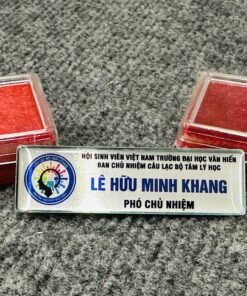 HỘI SINH VIÊN VIỆT NAM TRƯỜNG ĐẠI HỌC VĂN HIẾN
BAN CHỦ NHIỆM CÂU LẠC BỘ TÂM LÝ HỌC
LÊ HỮU MINH KHANG
PHÓ CHỦ NHIỆM